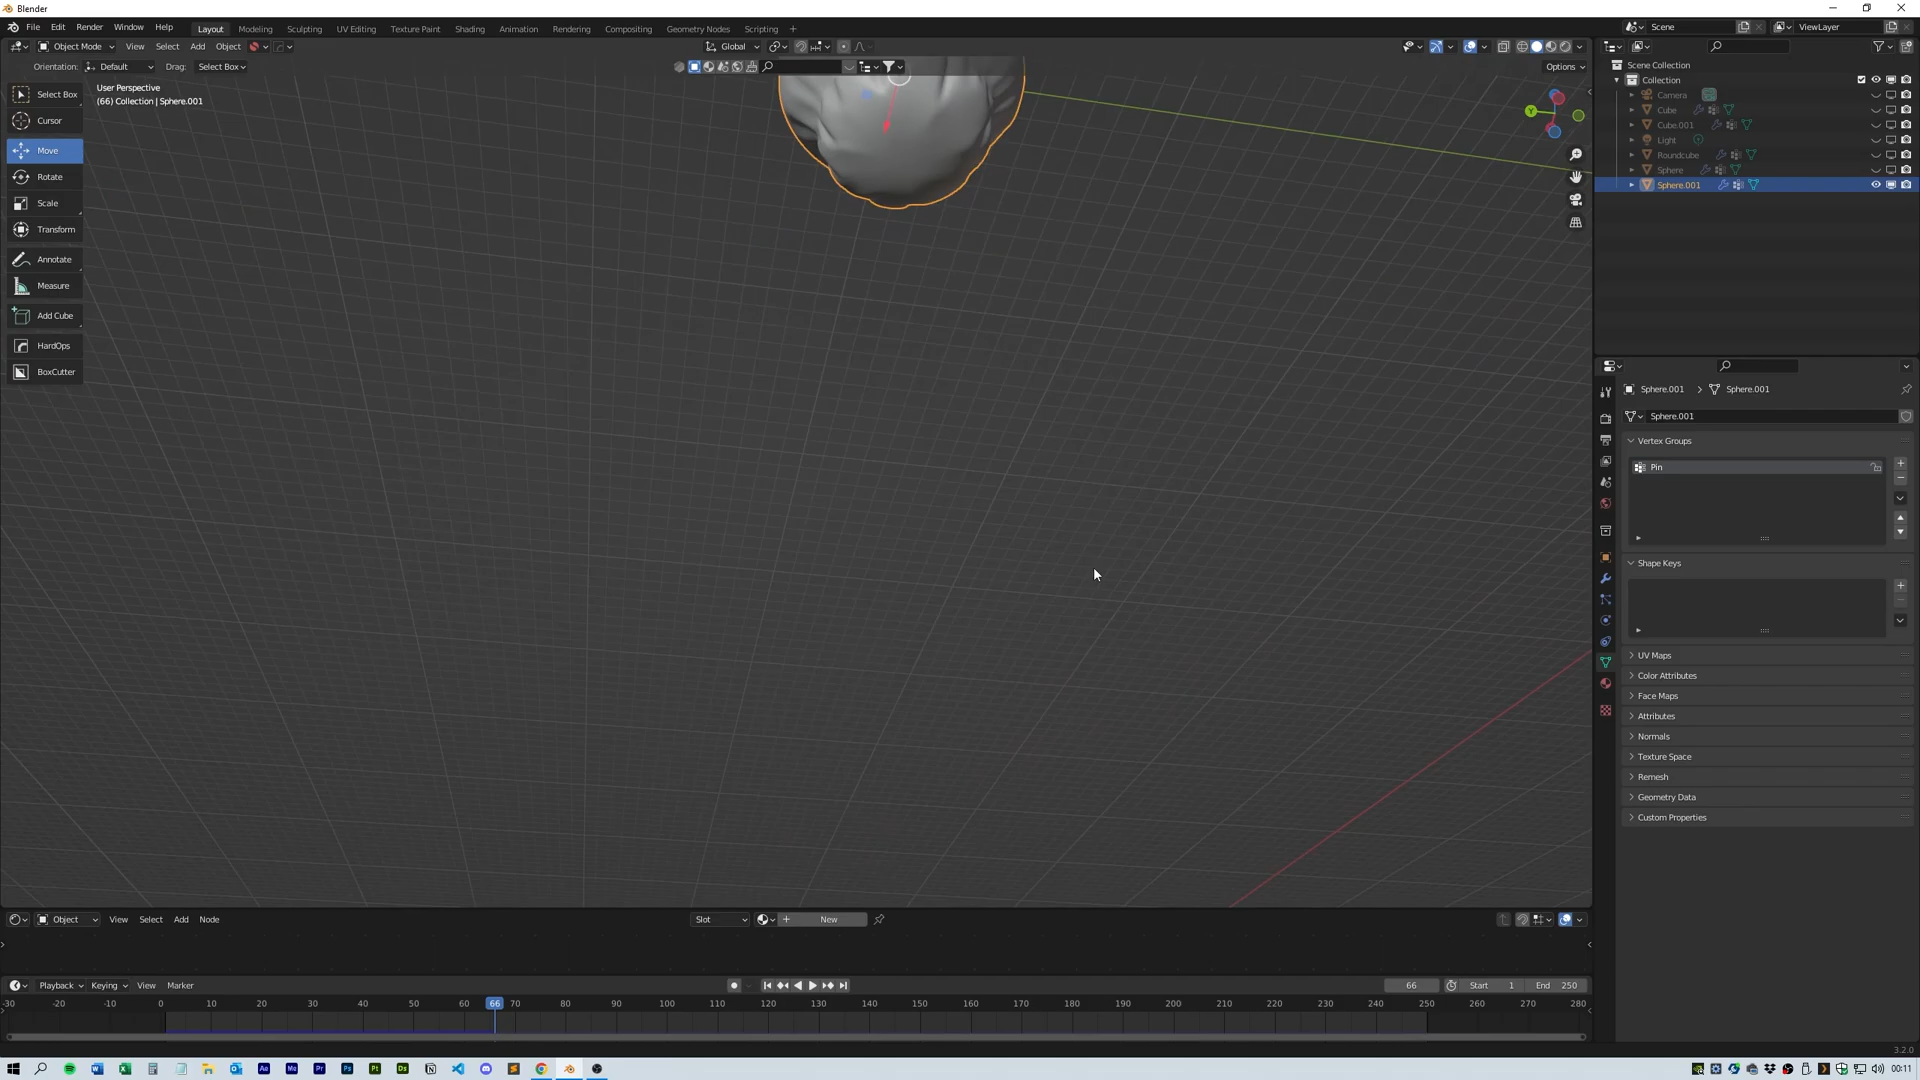 Blender
File Edit Render Window Help Layout Modeling Sculpting UV Editing Texture Paint Shading Animation Rendering Compositing Geometry Nodes Scripting + Scene ViewLayer
Object Mode View Select Add Object Global
Orientation: Default Drag: Select Box Options
User Perspective
(66) Collection | Sphere.001
Select Box
Cursor
Move
Rotate
Scale
Transform
Annotate
Measure
Add Cube
HardOps
BoxCutter
Y
Scene Collection
Collection
Camera
Cube
Cube.001
Light
Roundcube
Sphere
Sphere.001
Sphere.001 > Sphere.001
Sphere.001
Vertex Groups
Pin
Shape Keys
UV Maps
Color Attributes
Face Maps
Attributes
Normals
Texture Space
Remesh
Geometry Data
Custom Properties
Object View Select Add Node Slot + New
Playback Keying View Marker 66 Start 1 End 250
-30 -20 -10 0 10 20 30 40 50 60 66 70 80 90 100 110 120 130 140 150 160 170 180 190 200 210 220 230 240 250 260 270 280
3.2.0
Ae Me Pr Ps Pt Ds 00:11